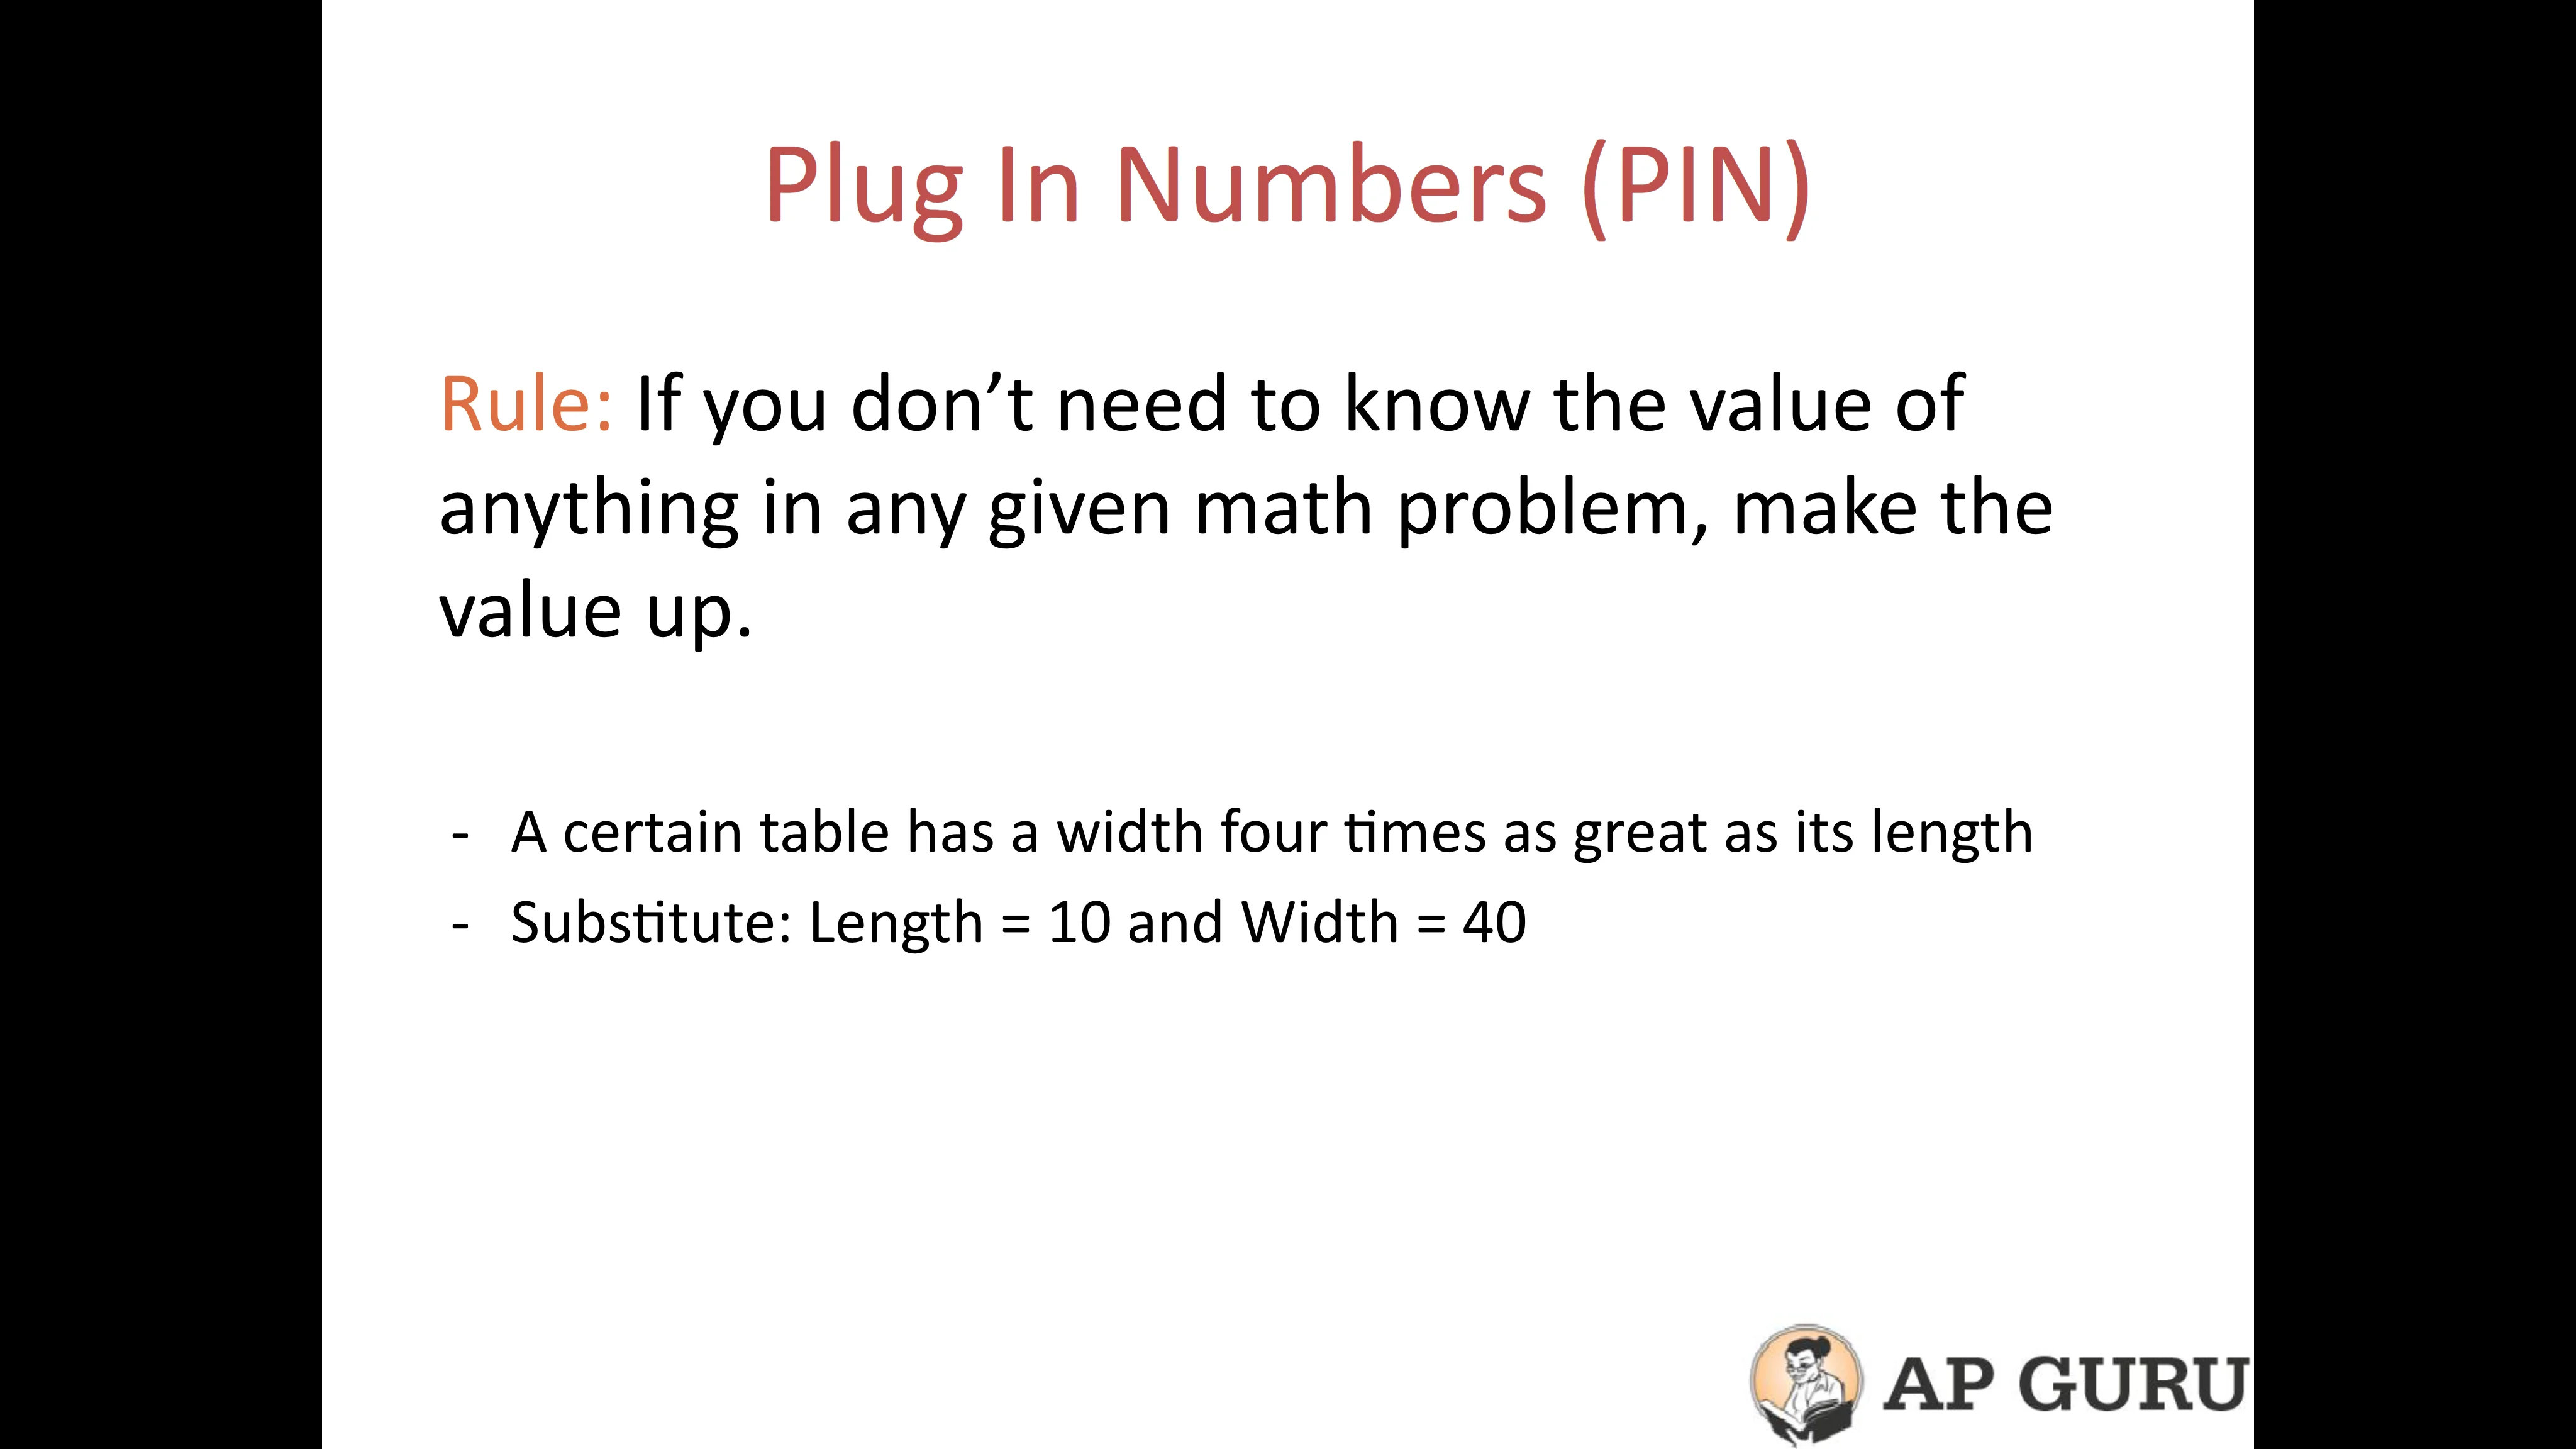 Plug In Numbers (PIN)
Rule: If you don’t need to know the value of
anything in any given math problem, make the
value up.
- A certain table has a width four times as great as its length
- Substitute: Length = 10 and Width = 40
AP GURU